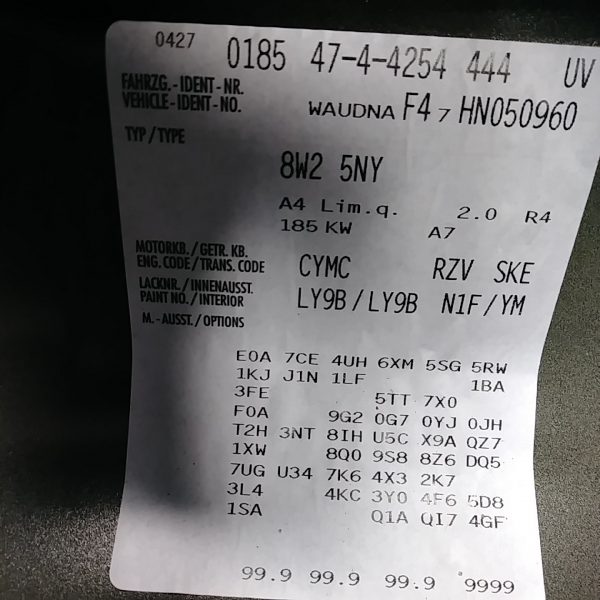 0427 0185 47-4-4254 444 UV
FAHRZG.-IDENT-NR.
VEHICLE-IDENT-NO. WAUDNA F4 7 HN050960
TYP/TYPE
8W2 5NY
A4 Lim.q. 2.0 R4
185 KW A7
MOTORKB./GETR. KB.
ENG. CODE/TRANS. CODE CYMC RZV SKE
LACKNR./INNENAUSST.
PAINT NO./INTERIOR LY9B/LY9B N1F/YM
M.-AUSST./OPTIONS
E0A 7CE 4UH 6XM 5SG 5RW
1KJ J1N 1LF 1BA
3FE 5TT 7X0
F0A 9G2 0G7 0YJ 0JH
T2H 3NT 8IH U5C X9A QZ7
1XW 8Q0 9S8 8Z6 DQ5
7UG U34 7K6 4X3 2K7
3L4 4KC 3Y0 4F6 5D8
1SA Q1A QI7 4GF
99.9 99.9 99.9 9999